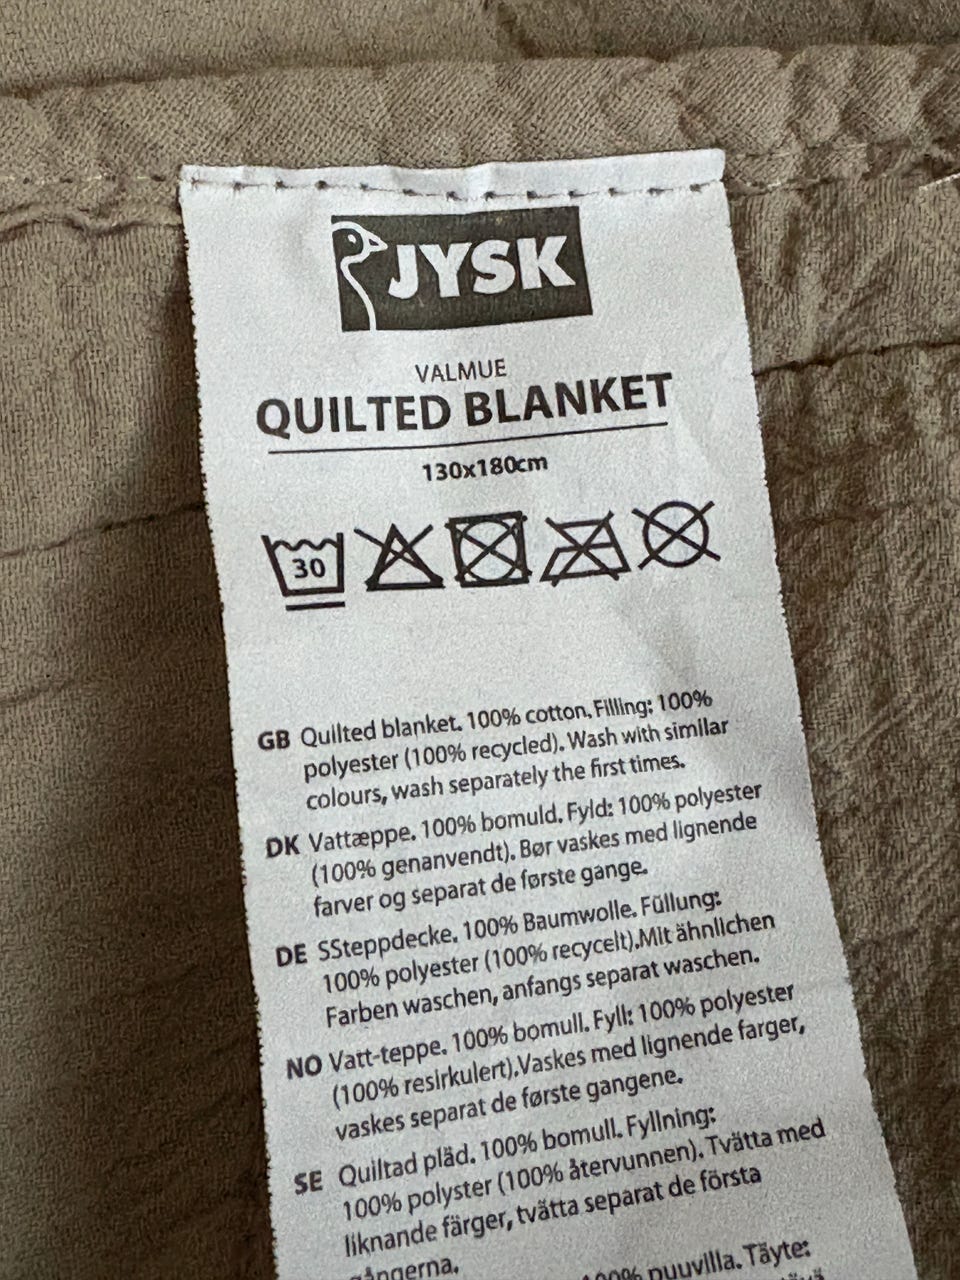 JYSK
VALMUE
QUILTED BLANKET
130x180cm
30
GB Quilted blanket. 100% cotton. Filling: 100%
polyester (100% recycled). Wash with similar
colours, wash separately the first times.
DK Vattæppe. 100% bomuld. Fyld: 100% polyester
(100% genanvendt). Bør vaskes med lignende
farver og separat de første gange.
DE SSteppdecke. 100% Baumwolle. Füllung:
100% polyester (100% recycelt).Mit ähnlichen
Farben waschen, anfangs separat waschen.
NO Vatt-teppe. 100% bomull. Fyll: 100% polyester
(100% resirkulert).Vaskes med lignende farger,
vaskes separat de første gangene.
SE Quiltad pläd. 100% bomull. Fyllning:
100% polyster (100% återvunnen). Tvätta med
liknande färger, tvätta separat de första
gångerna.
100% puuvilla. Täyte: